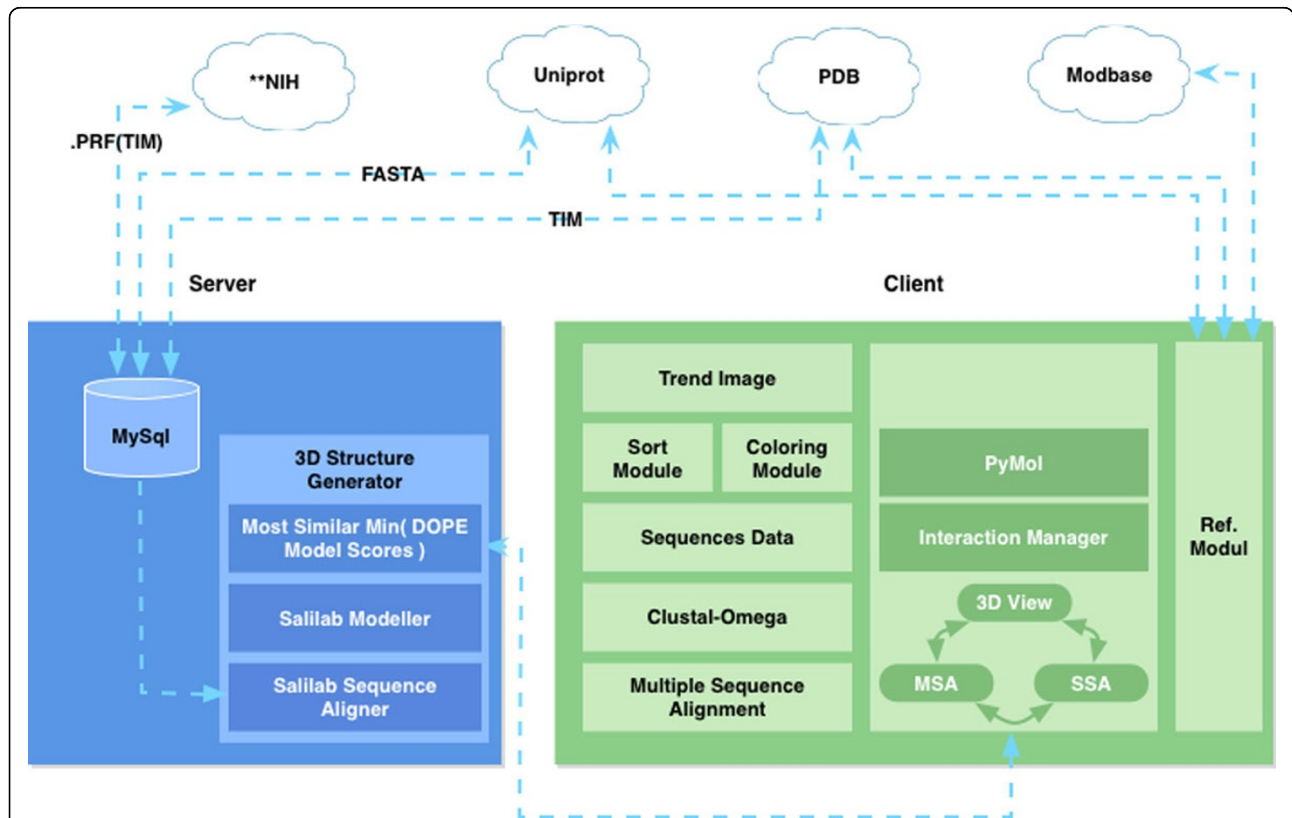 **NIH
Uniprot
PDB
Modbase
.PRF(TIM)
FASTA
TIM
Server
Client
MySql
3D Structure
Generator
Most Similar Min( DOPE
Model Scores )
Salilab Modeller
Salilab Sequence
Aligner
Trend Image
Sort
Module
Coloring
Module
Sequences Data
Clustal-Omega
Multiple Sequence
Alignment
PyMol
Interaction Manager
3D View
MSA
SSA
Ref.
Modul